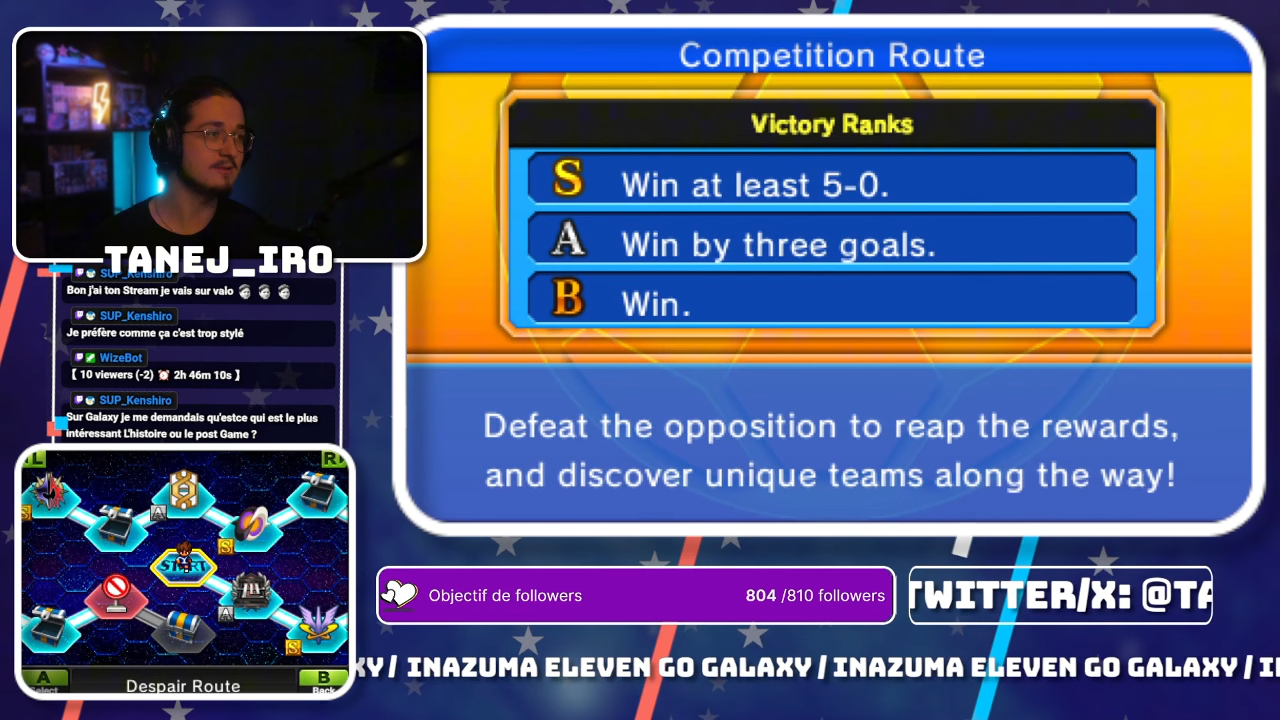 Competition Route
Victory Ranks
S Win at least 5-0.
A Win by three goals.
B Win.
Defeat the opposition to reap the rewards,
and discover unique teams along the way!
TANEJ_IRO
SUP_Kenshiro
Bon j'ai ton Stream je vais sur valo
SUP_Kenshiro
Je préfère comme ça c'est trop stylé
WizeBot
【 10 viewers (-2) ⏰ 2h 46m 10s 】
SUP_Kenshiro
Sur Galaxy je me demandais qu'estce qui est le plus
intéressant L'histoire ou le post Game ?
L
R
S
A
S
START
A
S
A
Select
Despair Route
B
Back
Objectif de followers
804 /810 followers
TWITTER/X: @TA
XY / INAZUMA ELEVEN GO GALAXY / INAZUMA ELEVEN GO GALAXY / I